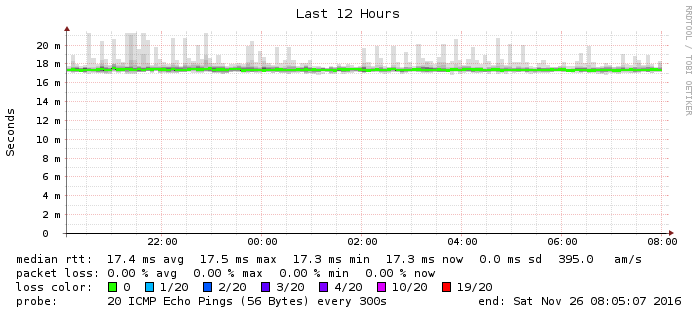 Last 12 Hours
RRDTOOL / TOBI OETIKER
Seconds
20 m
18 m
16 m
14 m
12 m
10 m
8 m
6 m
4 m
2 m
0
22:00 00:00 02:00 04:00 06:00 08:00
median rtt: 17.4 ms avg 17.5 ms max 17.3 ms min 17.3 ms now 0.0 ms sd 395.0 am/s
packet loss: 0.00 % avg 0.00 % max 0.00 % min 0.00 % now
loss color: 0 1/20 2/20 3/20 4/20 10/20 19/20
probe: 20 ICMP Echo Pings (56 Bytes) every 300s end: Sat Nov 26 08:05:07 2016